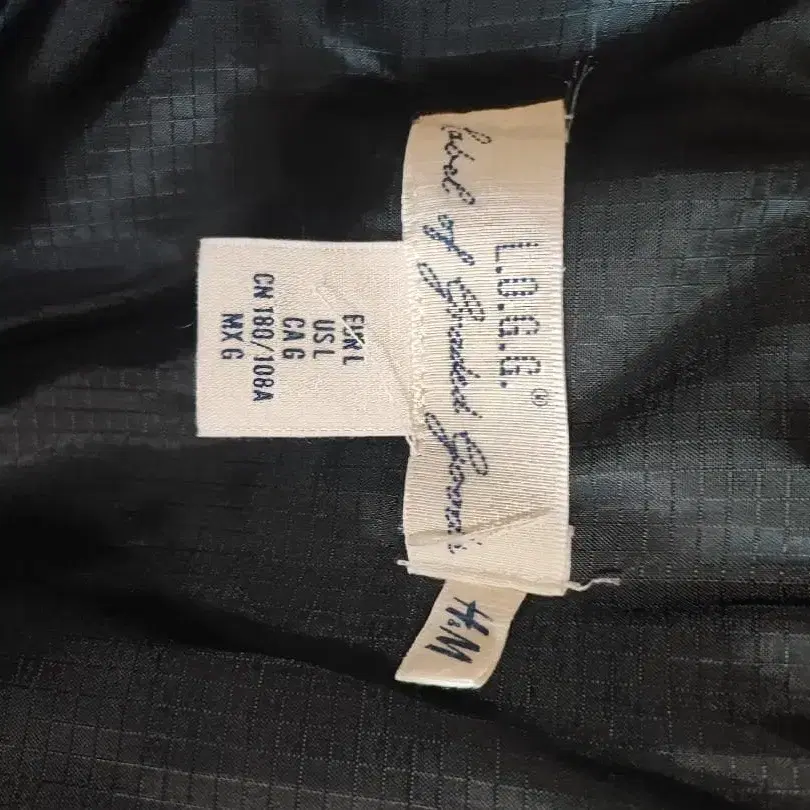 L.O.G.G.®
Label of Graded Goods
H&M
EUR L
US L
CA G
CN 180/108A
MX G